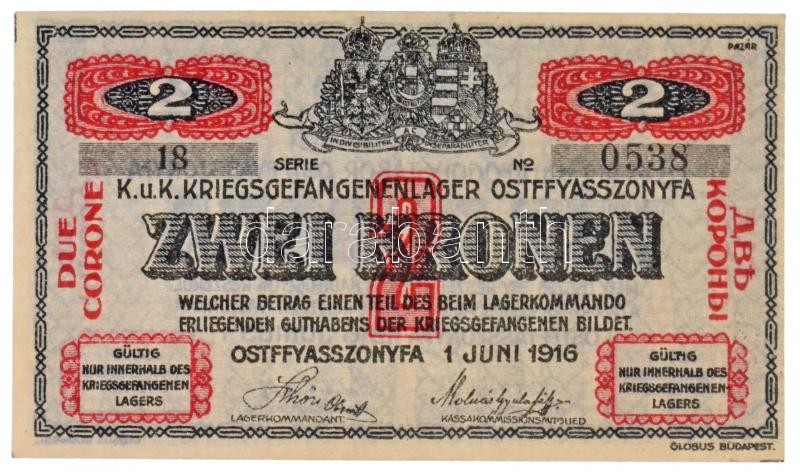 PAZÁR
2 2
INDIVISIBILITER AC INSEPARABILITER
18 SERIE No 0538
K.u.K. KRIEGSGEFANGENENLAGER OSTFFYASSZONYFA
DUE CORONE
ZWEI KRONEN
ДВѢ КОРОНЫ
darabanth
WELCHER BETRAG EINEN TEIL DES BEIM LAGERKOMMANDO
ERLIEGENDEN GUTHABENS DER KRIEGSGEFANGENEN BILDET.
OSTFFYASSZONYFA 1 JUNI 1916
GÜLTIG
NUR INNERHALB DES
KRIEGSGEFANGENEN
LAGERS
GÜLTIG
NUR INNERHALB DES
KRIEGSGEFANGENEN
LAGERS
LAGERKOMMANDANT. KASSAKOMMISSIONSMITGLIED
GLOBUS BUDAPEST.